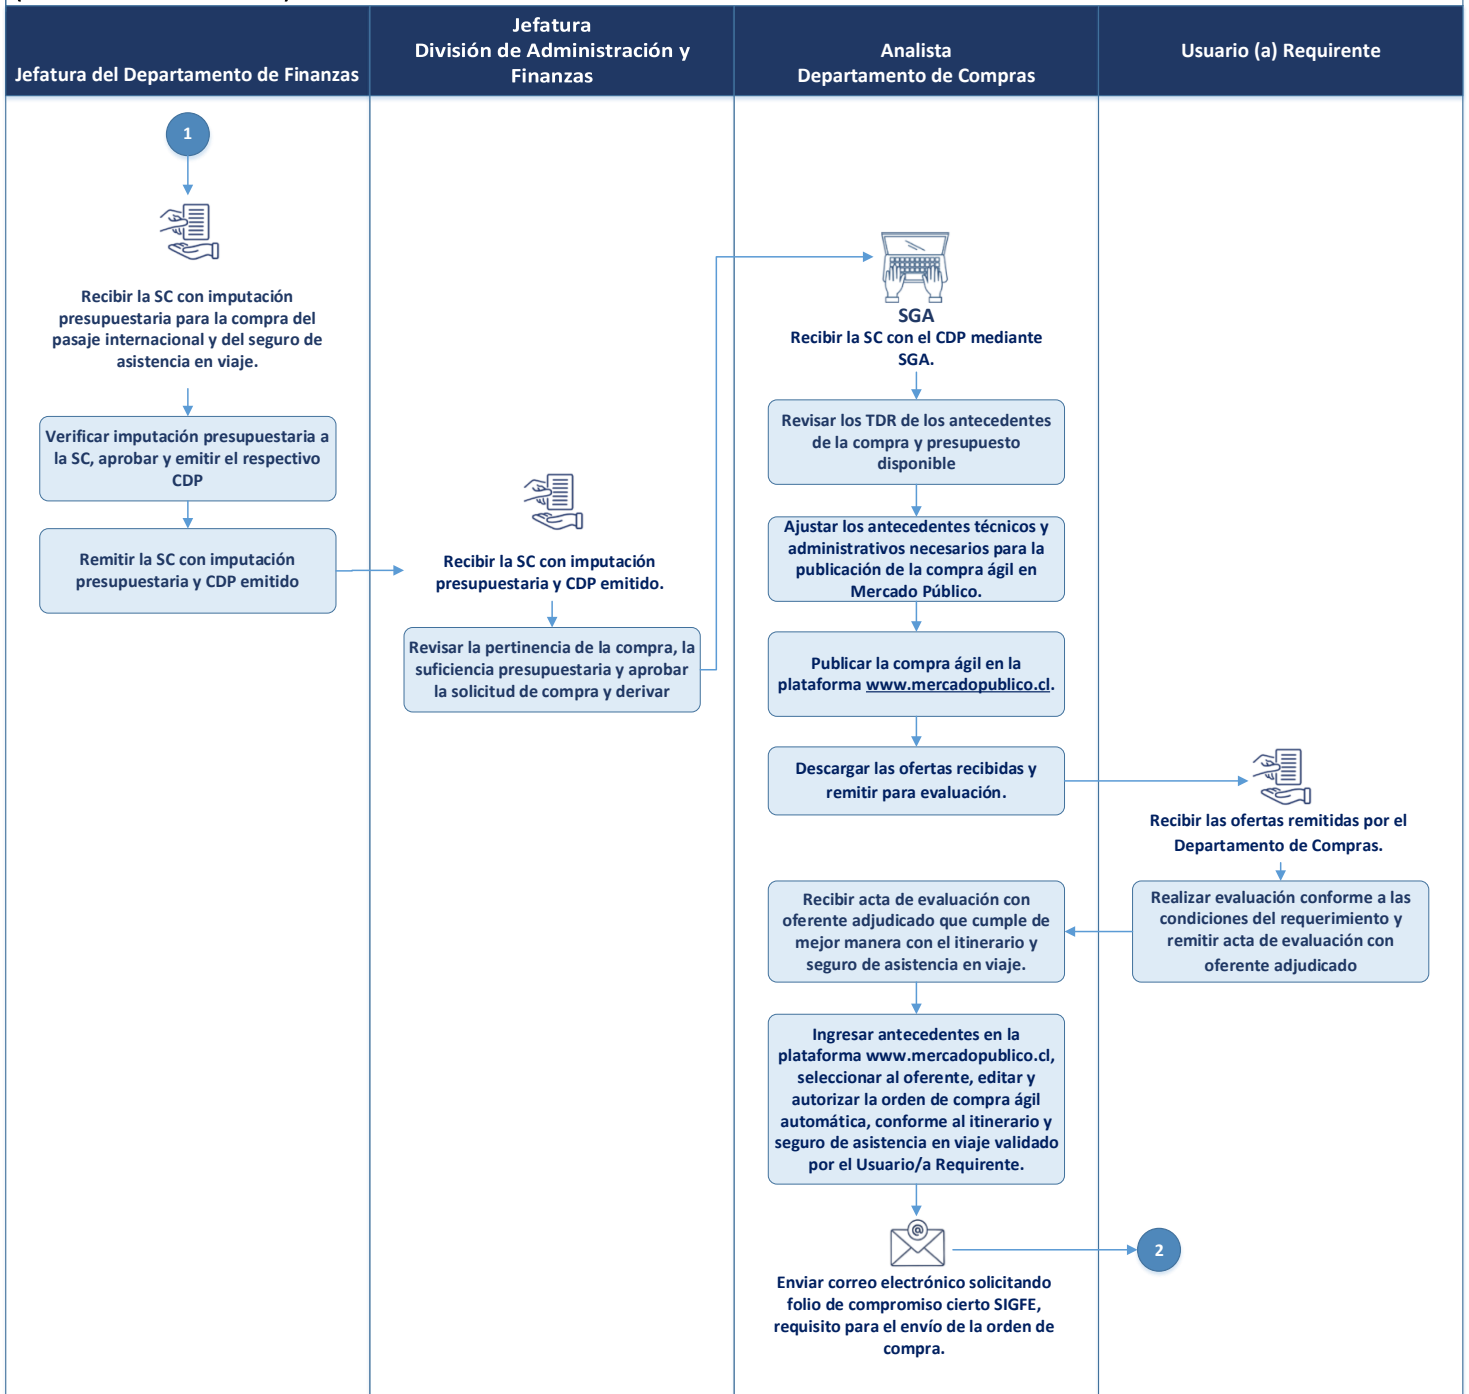 Jefatura del Departamento de Finanzas
Jefatura
División de Administración y
Finanzas
Analista
Departamento de Compras
Usuario (a) Requirente
1
Recibir la SC con imputación
presupuestaria para la compra del
pasaje internacional y del seguro de
asistencia en viaje.
Verificar imputación presupuestaria a
la SC, aprobar y emitir el respectivo
CDP
Remitir la SC con imputación
presupuestaria y CDP emitido
Recibir la SC con imputación
presupuestaria y CDP emitido.
Revisar la pertinencia de la compra, la
suficiencia presupuestaria y aprobar
la solicitud de compra y derivar
SGA
Recibir la SC con el CDP mediante
SGA.
Revisar los TDR de los antecedentes
de la compra y presupuesto
disponible
Ajustar los antecedentes técnicos y
administrativos necesarios para la
publicación de la compra ágil en
Mercado Público.
Publicar la compra ágil en la
plataforma www.mercadopublico.cl.
Descargar las ofertas recibidas y
remitir para evaluación.
Recibir las ofertas remitidas por el
Departamento de Compras.
Realizar evaluación conforme a las
condiciones del requerimiento y
remitir acta de evaluación con
oferente adjudicado
Recibir acta de evaluación con
oferente adjudicado que cumple de
mejor manera con el itinerario y
seguro de asistencia en viaje.
Ingresar antecedentes en la
plataforma www.mercadopublico.cl,
seleccionar al oferente, editar y
autorizar la orden de compra ágil
automática, conforme al itinerario y
seguro de asistencia en viaje validado
por el Usuario/a Requirente.
@
2
Enviar correo electrónico solicitando
folio de compromiso cierto SIGFE,
requisito para el envío de la orden de
compra.